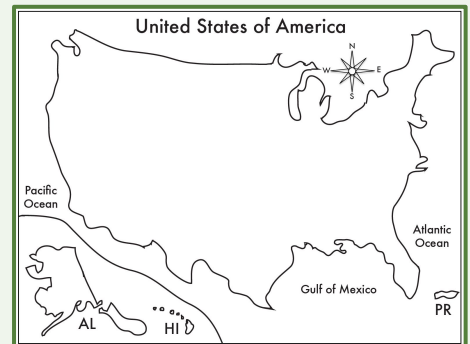 United States of America
N
W E
S
Pacific
Ocean
Atlantic
Ocean
Gulf of Mexico
AL
HI
PR